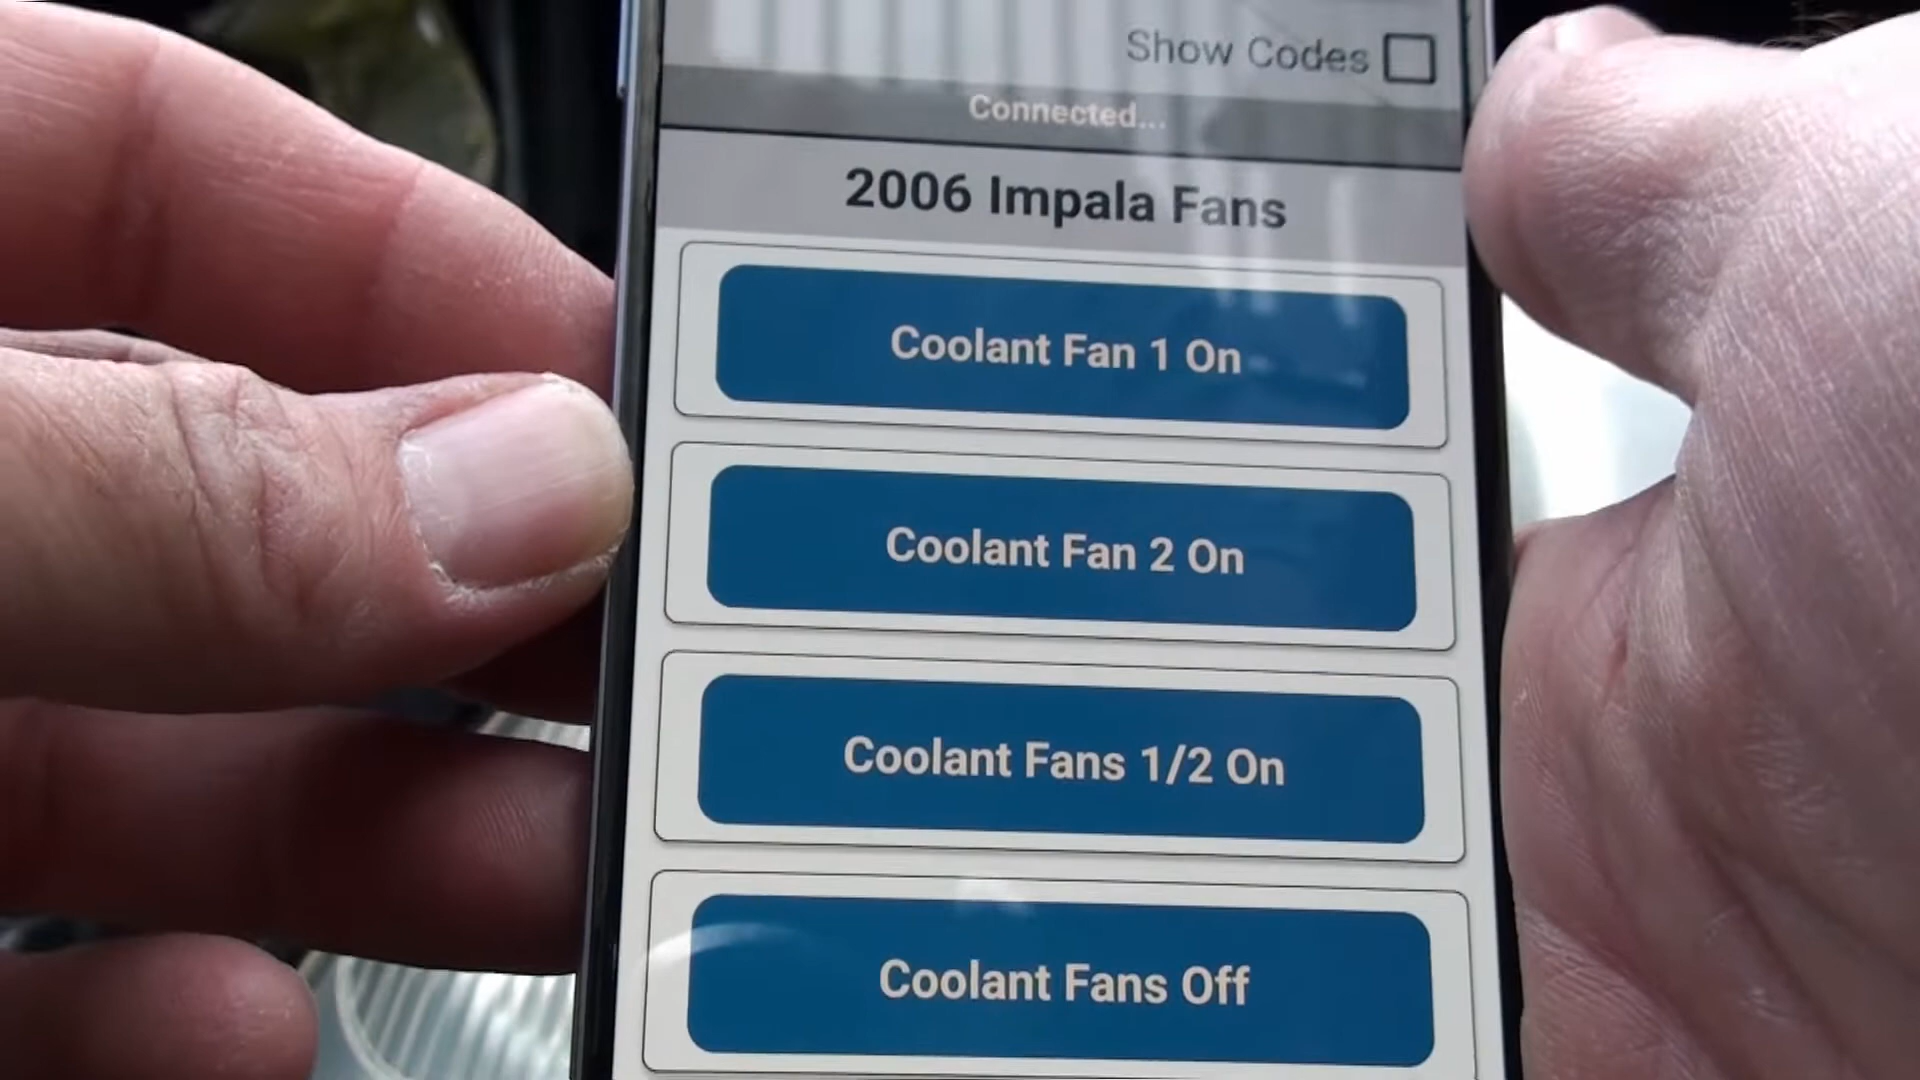 Show Codes
Connected...
2006 Impala Fans
Coolant Fan 1 On
Coolant Fan 2 On
Coolant Fans 1/2 On
Coolant Fans Off